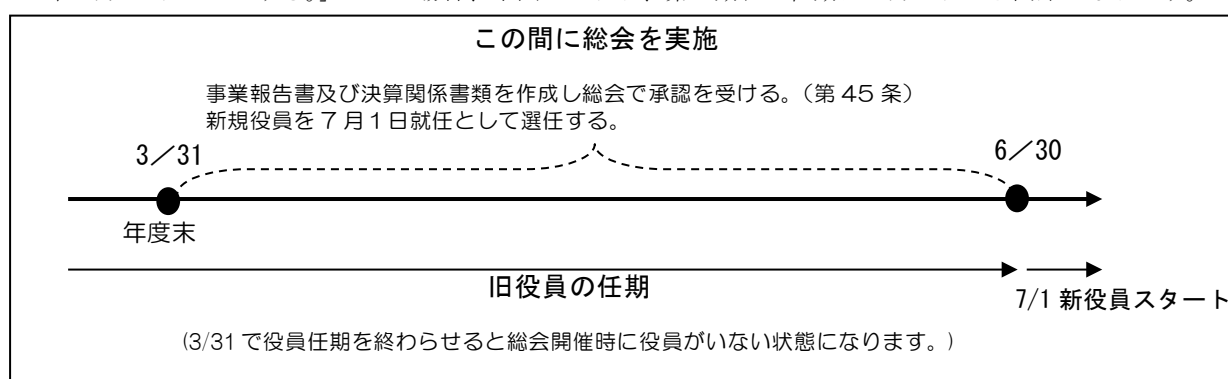 この間に総会を実施
事業報告書及び決算関係書類を作成し総会で承認を受ける。（第 45 条）
新規役員を 7 月 1 日就任として選任する。
3／31
6／30
年度末
旧役員の任期
7/1 新役員スタート
(3/31 で役員任期を終わらせると総会開催時に役員がいない状態になります。)